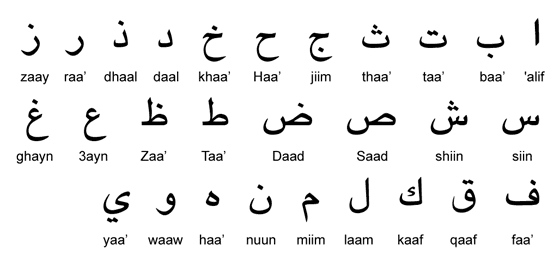 ا ب ت ث ج ح خ د ذ ر ز
'alif baa' taa' thaa' jiim Haa' khaa' daal dhaal raa' zaay
س ش ص ض ط ظ ع غ
siin shiin Saad Daad Taa' Zaa' 3ayn ghayn
ف ق ك ل م ن ه و ي
faa' qaaf kaaf laam miim nuun haa' waaw yaa'